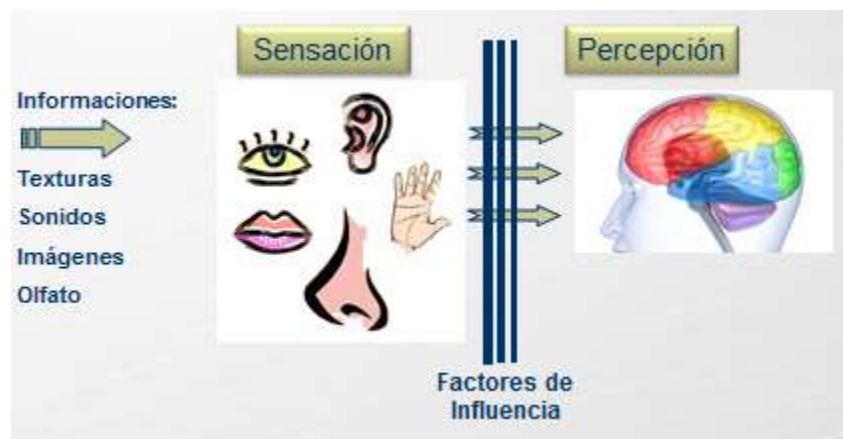 Sensación
Percepción
Informaciones:
Texturas
Sonidos
Imágenes
Olfato
Factores de
Influencia